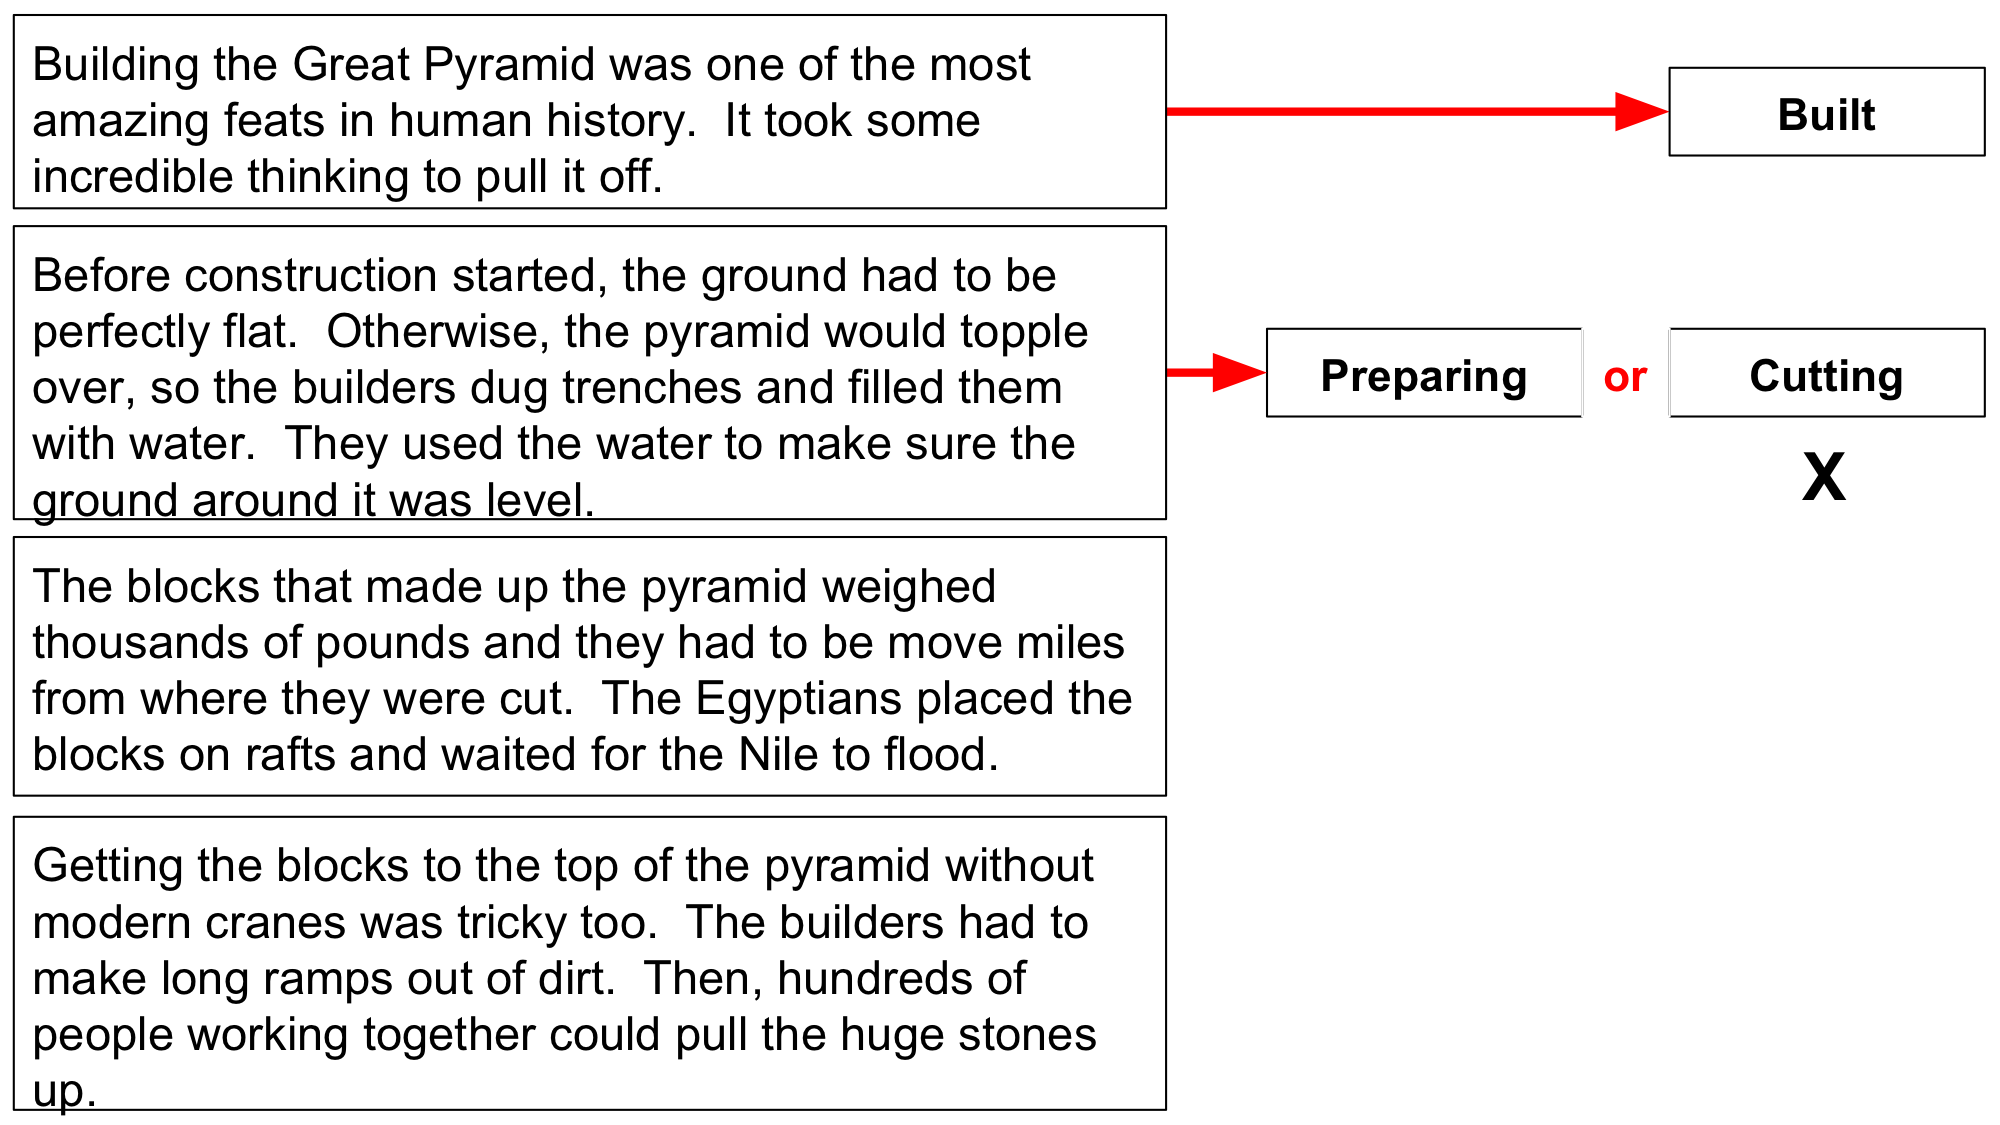 Building the Great Pyramid was one of the most
amazing feats in human history.  It took some
incredible thinking to pull it off.
Built
Before construction started, the ground had to be
perfectly flat.  Otherwise, the pyramid would topple
over, so the builders dug trenches and filled them
with water.  They used the water to make sure the
ground around it was level.
Preparing or Cutting
X
The blocks that made up the pyramid weighed
thousands of pounds and they had to be move miles
from where they were cut.  The Egyptians placed the
blocks on rafts and waited for the Nile to flood.
Getting the blocks to the top of the pyramid without
modern cranes was tricky too.  The builders had to
make long ramps out of dirt.  Then, hundreds of
people working together could pull the huge stones
up.